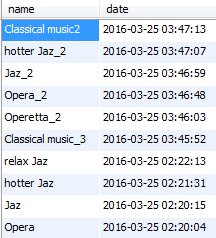 name date
Classical music2 2016-03-25 03:47:13
hotter Jaz_2 2016-03-25 03:47:07
Jaz_2 2016-03-25 03:46:59
Opera_2 2016-03-25 03:46:48
Operetta_2 2016-03-25 03:46:03
Classical music_3 2016-03-25 03:45:52
relax Jaz 2016-03-25 02:22:13
hotter Jaz 2016-03-25 02:21:31
Jaz 2016-03-25 02:20:15
Opera 2016-03-25 02:20:04